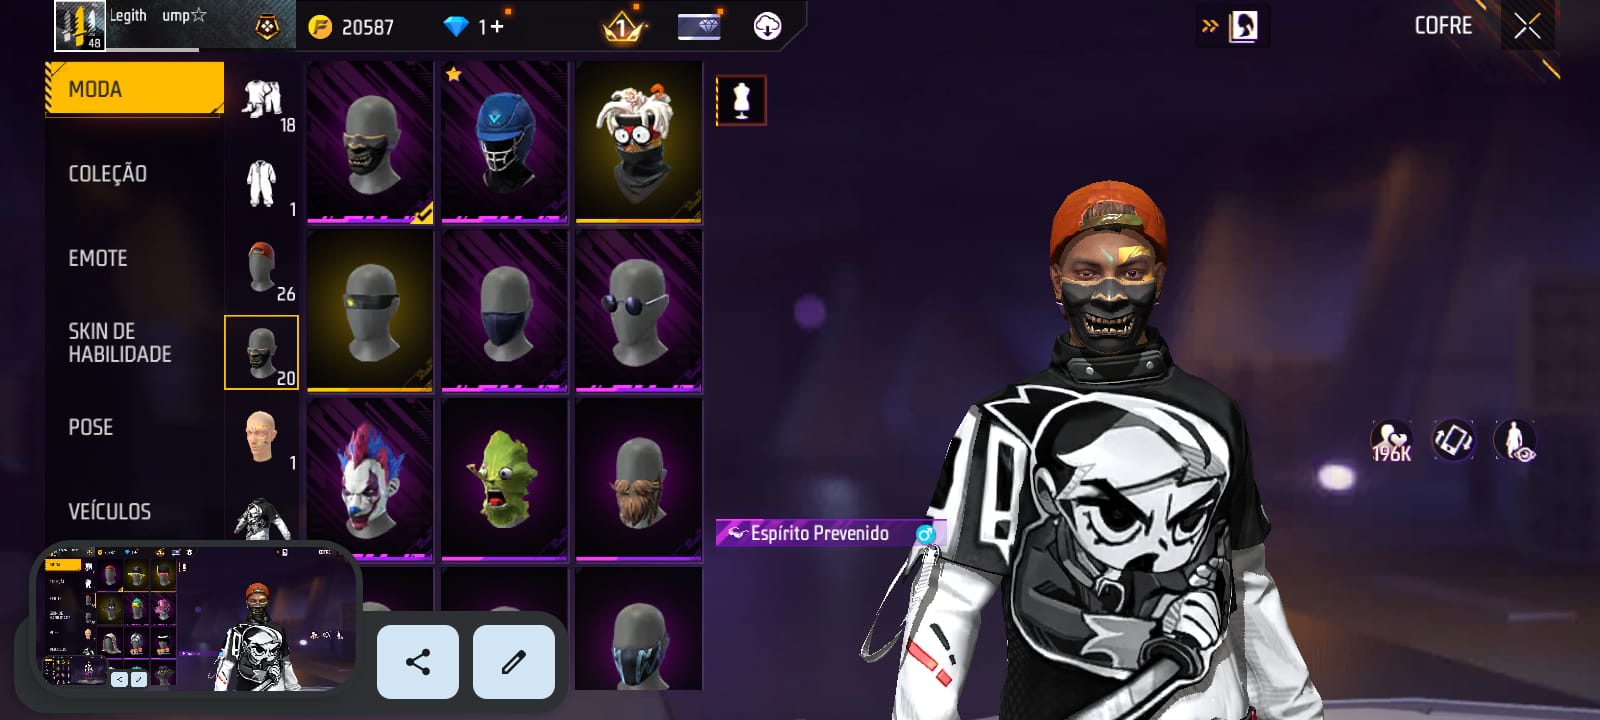 Legith ump☆
48
20587
1+
1
COFRE
MODA
18
COLEÇÃO
1
EMOTE
26
SKIN DE
HABILIDADE
20
POSE
1
196K
VEÍCULOS
Espírito Prevenido